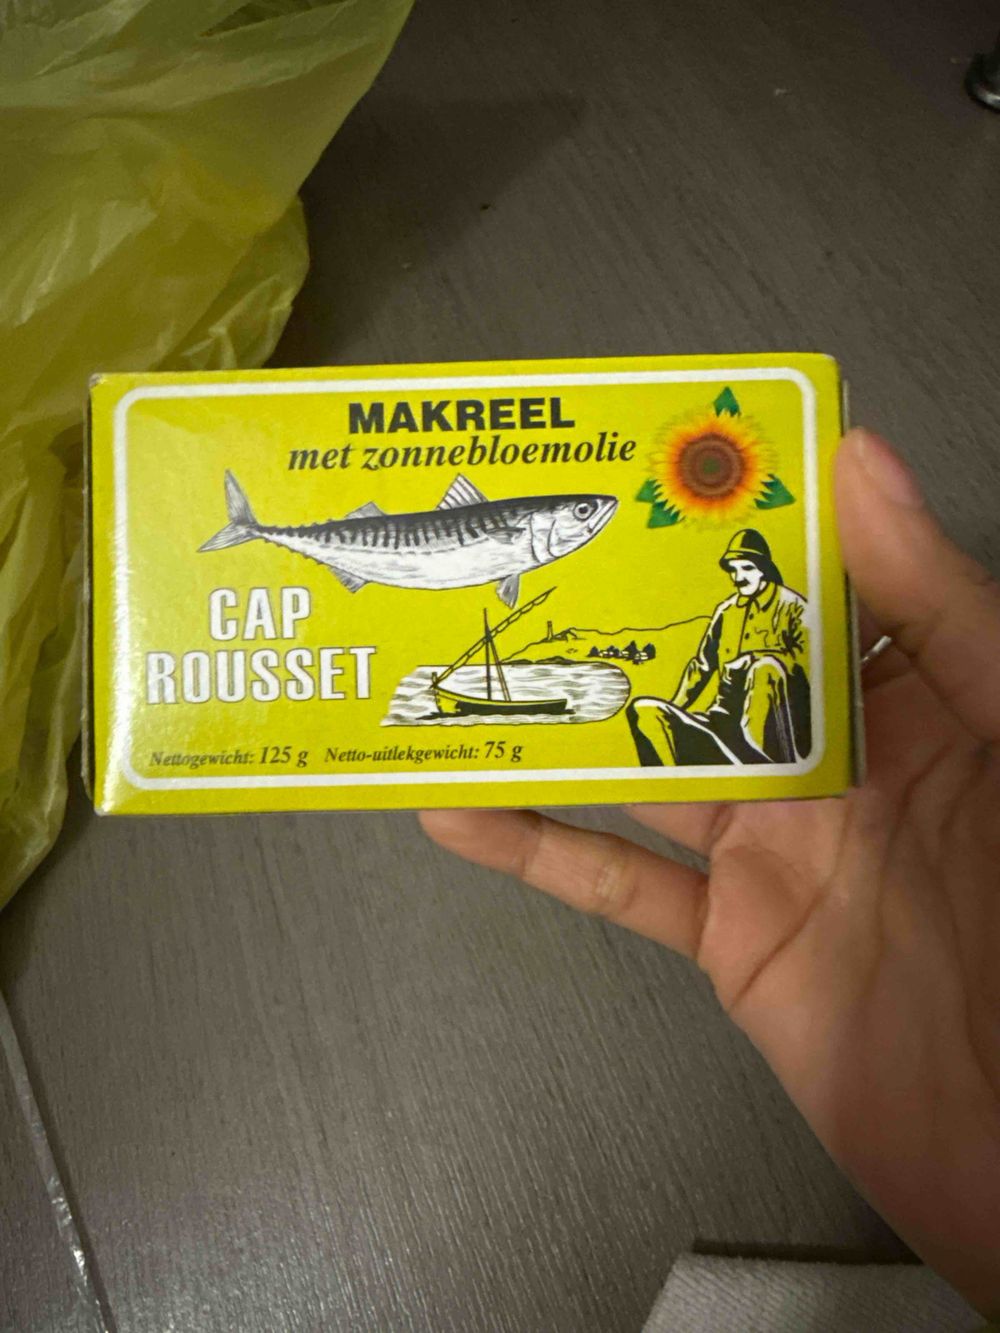 MAKREEL
met zonnebloemolie
CAP
ROUSSET
Nettogewicht: 125 g Netto-uitlekgewicht: 75 g